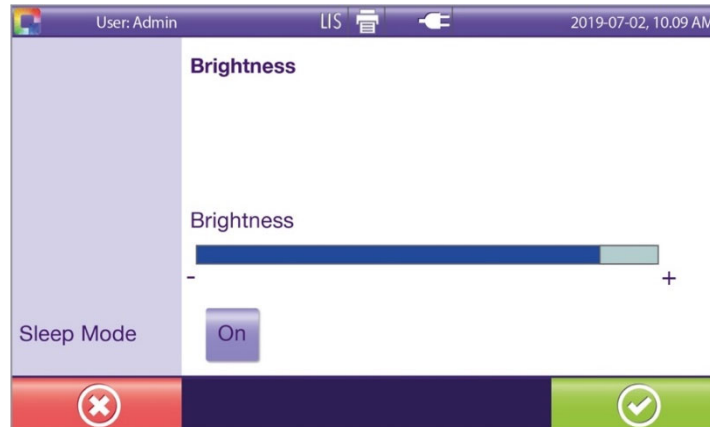 User: Admin LIS 2019-07-02, 10.09 AM
Brightness
Brightness
- +
Sleep Mode On